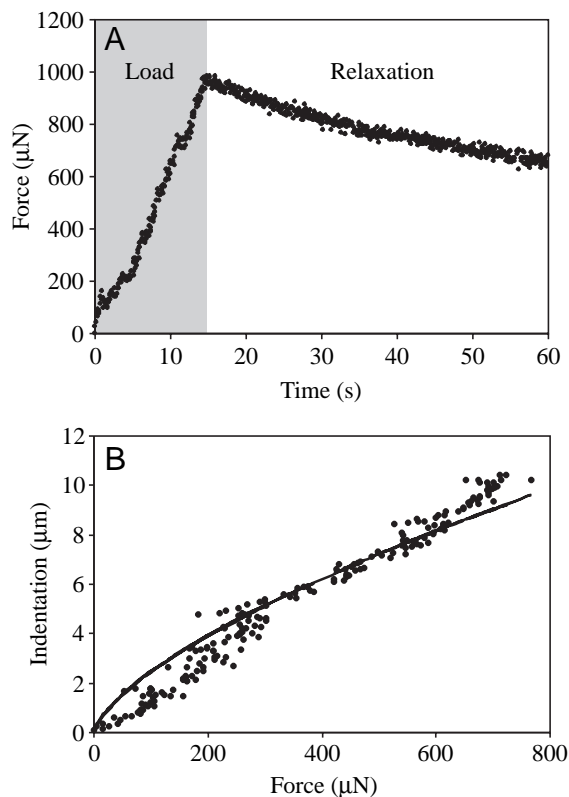 A
Load
Relaxation
Force (µN)
1200
1000
800
600
400
200
0
0 10 20 30 40 50 60
Time (s)
B
Indentation (µm)
12
10
8
6
4
2
0
0 200 400 600 800
Force (µN)